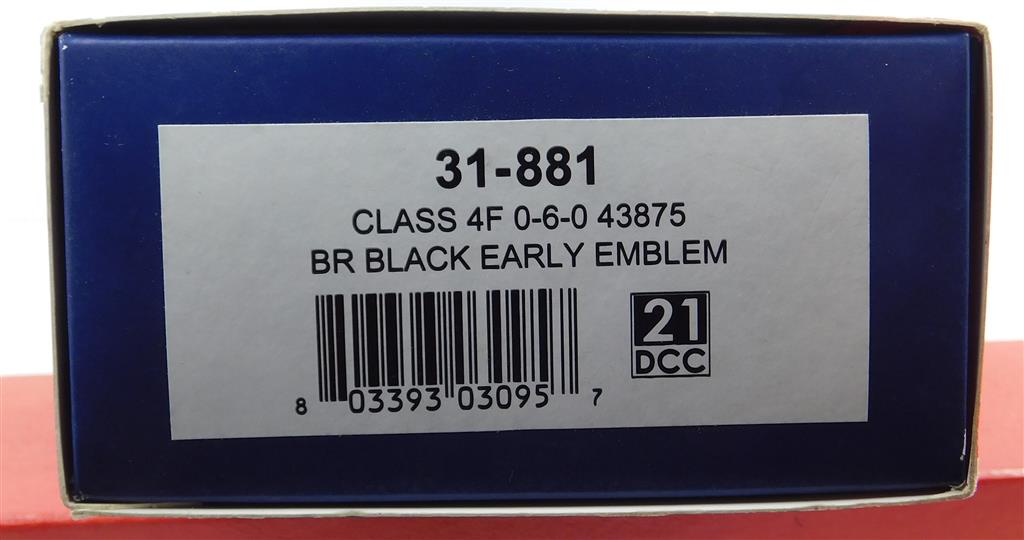 31-881
CLASS 4F 0-6-0 43875
BR BLACK EARLY EMBLEM
21
DCC
8 03393 03095 7